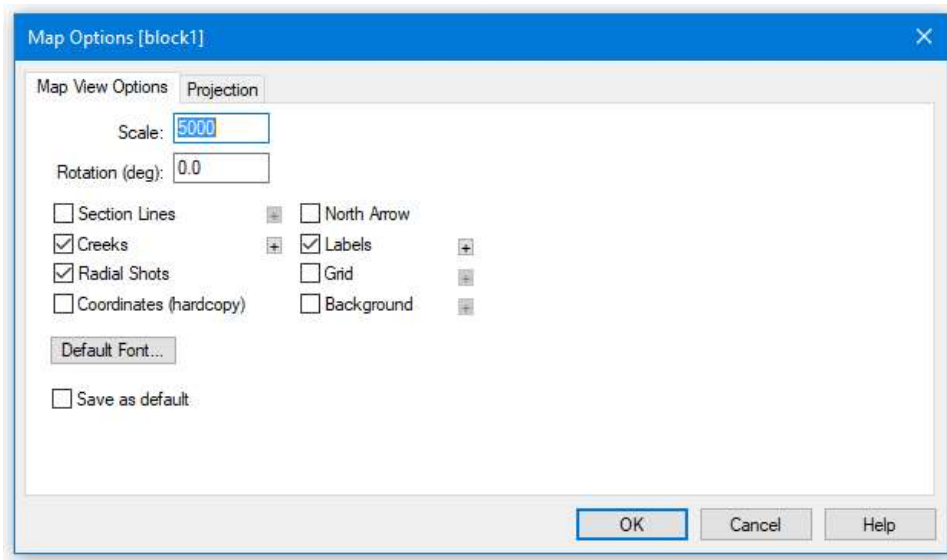 Map Options [block1]
Map View Options Projection
Scale: 5000
Rotation (deg): 0.0
Section Lines + North Arrow
Creeks + Labels +
Radial Shots Grid +
Coordinates (hardcopy) Background +
Default Font...
Save as default
OK Cancel Help